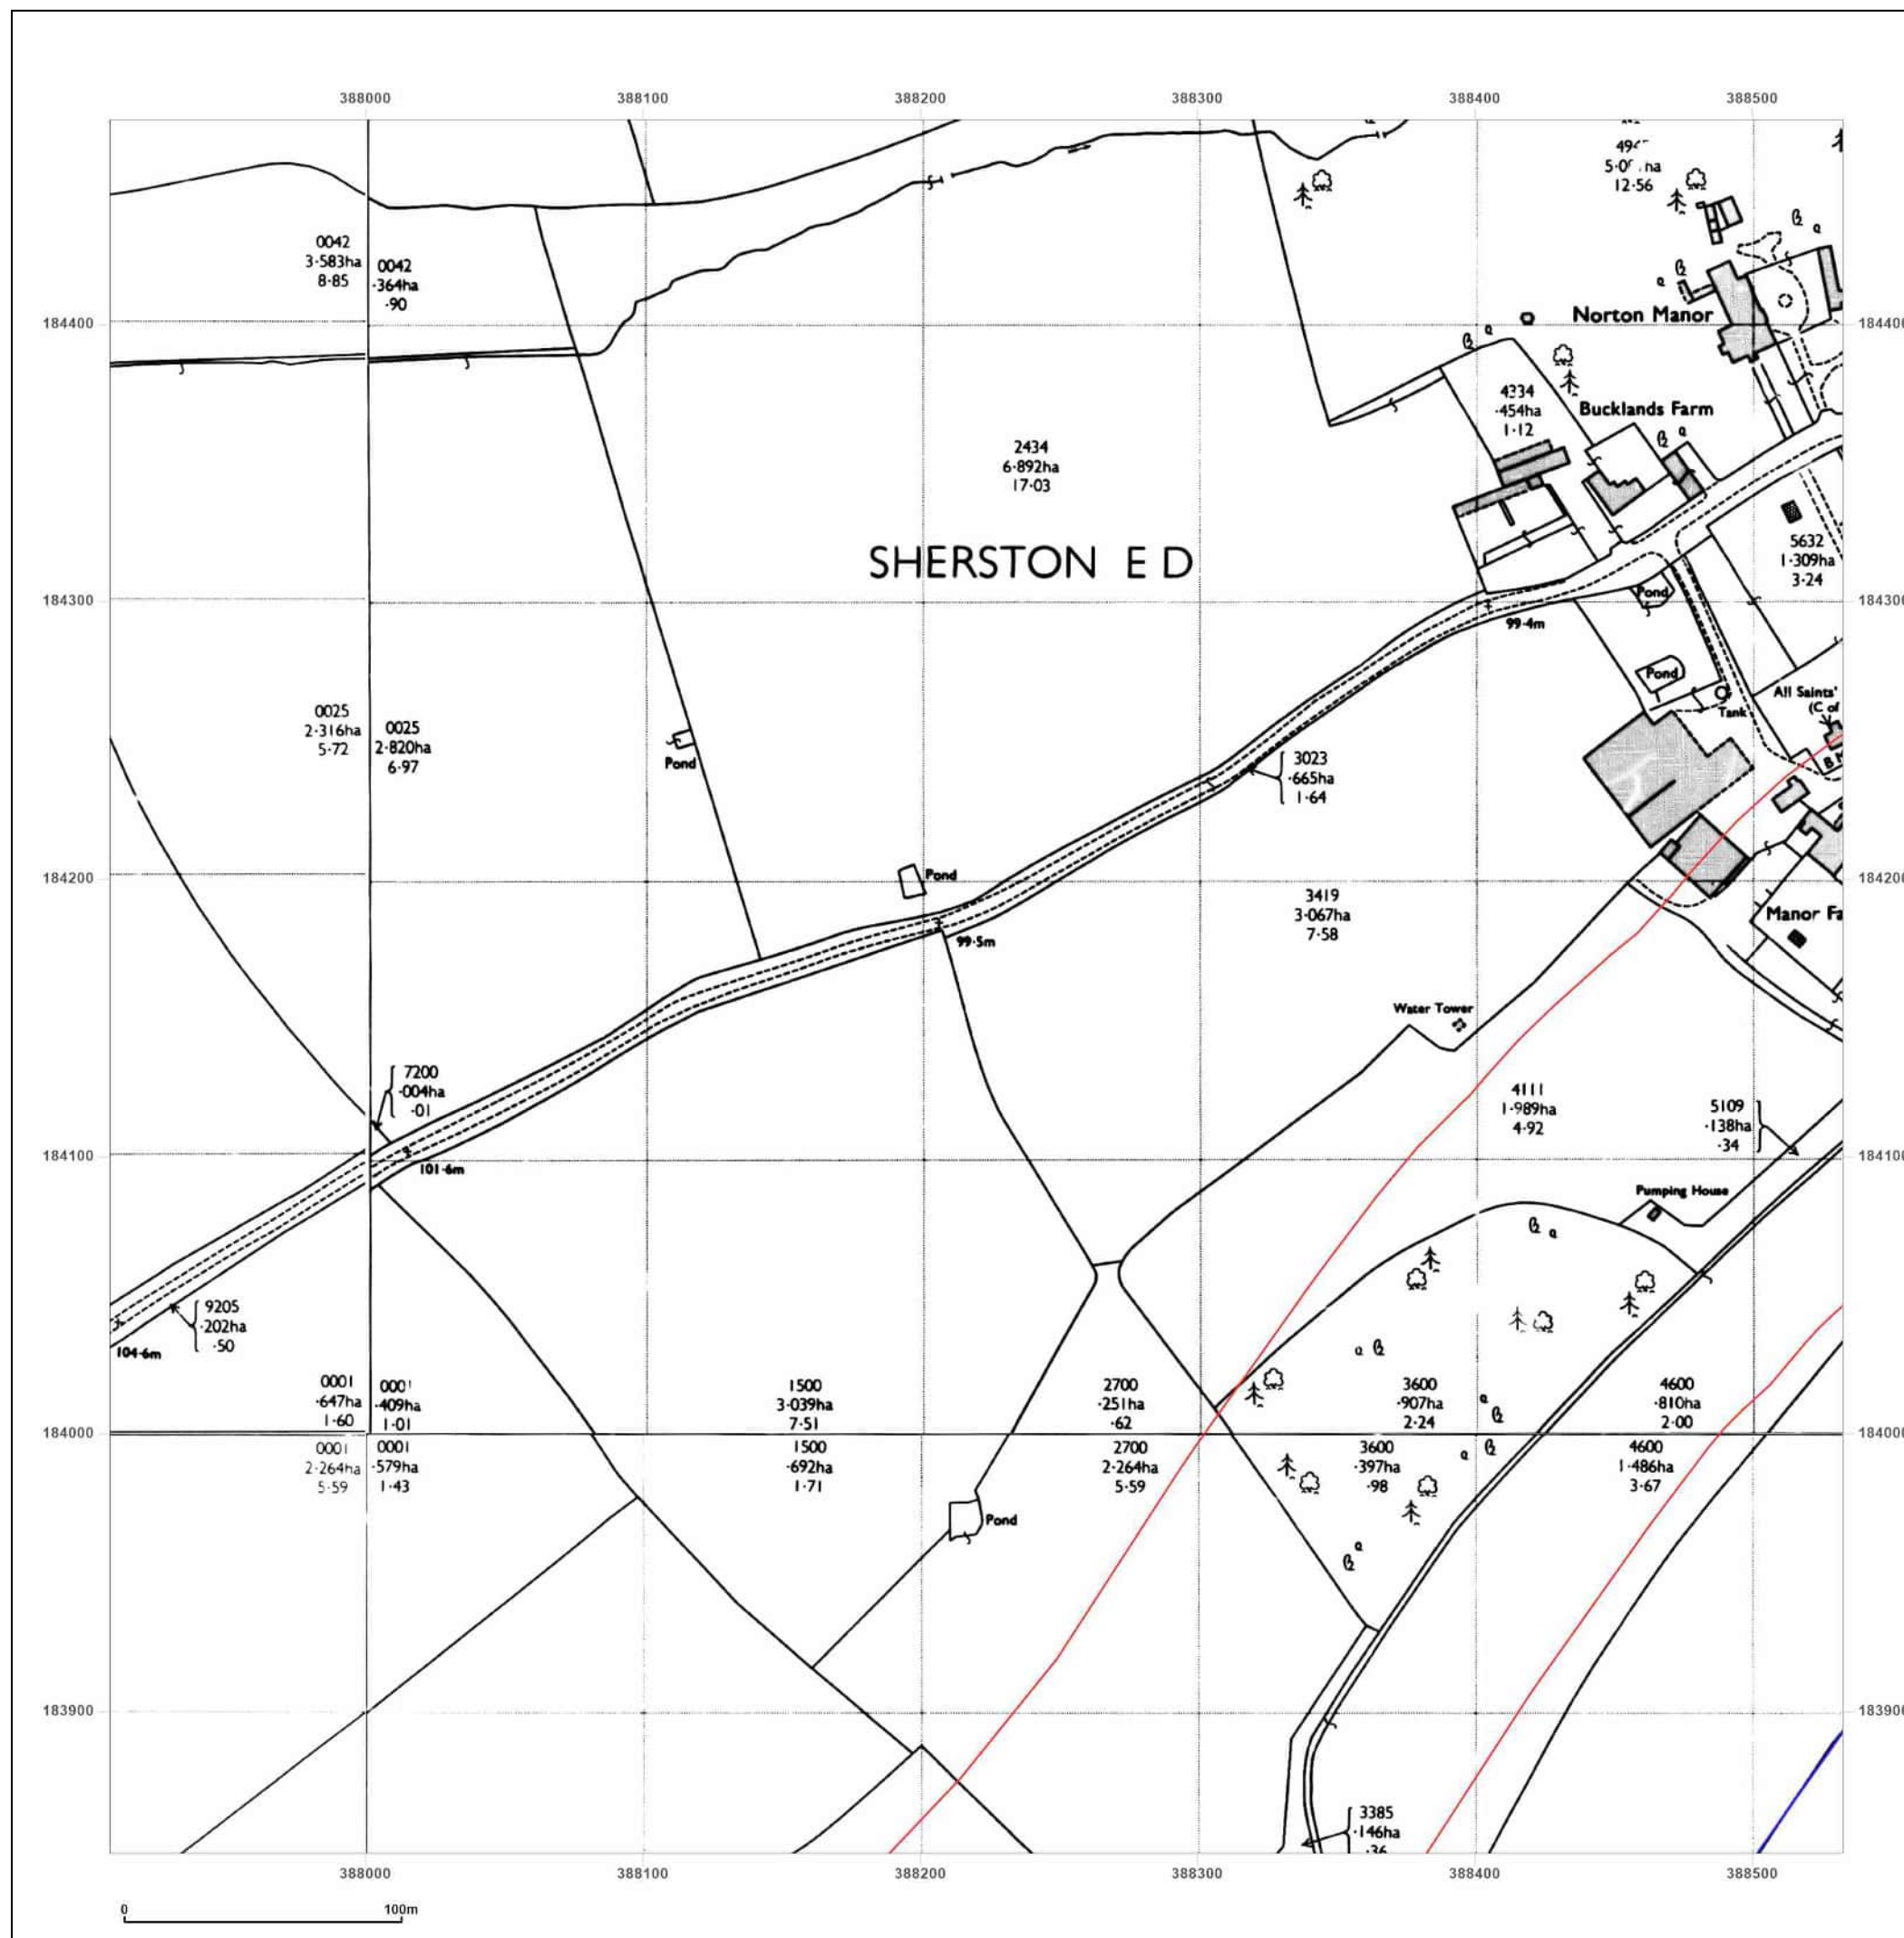 388000 388100 388200 388300 388400 388500
12·56
0042
3·583ha
8·85
0042
·364ha
·90
184400
Norton Manor
4334
·454ha
1·12
Bucklands Farm
2434
6·892ha
17·03
SHERSTON E D
5632
1·309ha
3·24
184300
Pond
99·4m
Pond
Tank
All Saints'
0025
2·316ha
5·72
0025
2·820ha
6·97
Pond
3023
·665ha
1·64
184200
Pond
3419
3·067ha
7·58
99·5m
Manor Fa
Water Tower
7200
·004ha
·01
4111
1·989ha
4·92
5109
·138ha
·34
184100
101·6m
Pumping House
9205
·202ha
·50
104·6m
0001
·647ha
1·60
·409ha
1·01
1500
3·039ha
7·51
2700
·251ha
·62
3600
·907ha
2·24
4600
·810ha
2·00
184000
0001
2·264ha
5·59
0001
·579ha
1·43
1500
·692ha
1·71
2700
2·264ha
5·59
3600
·397ha
·98
4600
1·486ha
3·67
Pond
183900
3385
·146ha
·36
388000 388100 388200 388300 388400 388500
0 100m